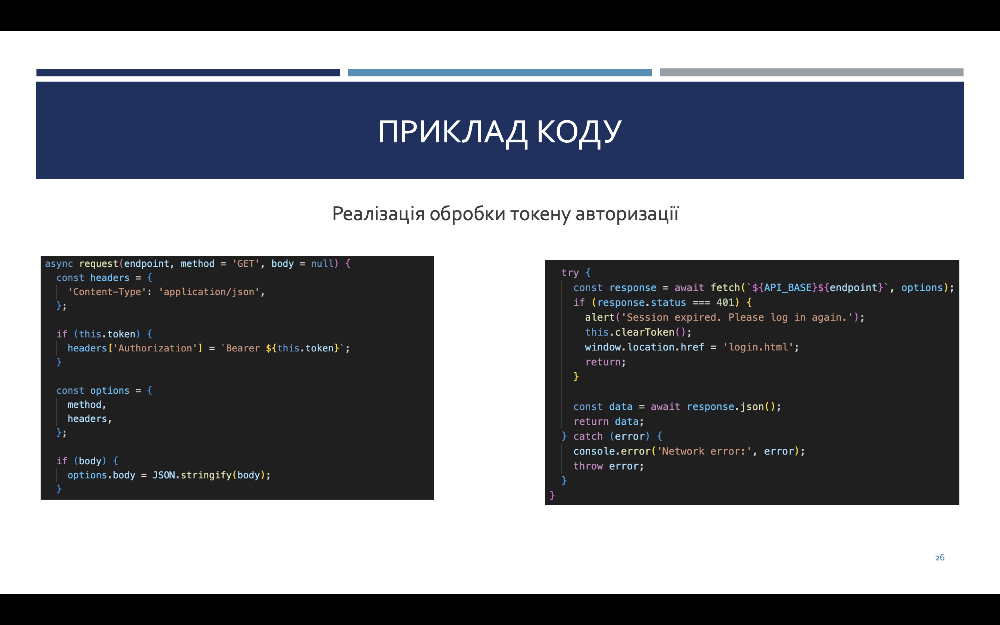 ПРИКЛАД КОДУ
Реалізація обробки токену авторизації
async request(endpoint, method = 'GET', body = null) {
  const headers = {
    'Content-Type': 'application/json',
  };

  if (this.token) {
    headers['Authorization'] = `Bearer ${this.token}`;
  }

  const options = {
    method,
    headers,
  };

  if (body) {
    options.body = JSON.stringify(body);
  }
  try {
    const response = await fetch(`${API_BASE}${endpoint}`, options);
    if (response.status === 401) {
      alert('Session expired. Please log in again.');
      this.clearToken();
      window.location.href = 'login.html';
      return;
    }

    const data = await response.json();
    return data;
  } catch (error) {
    console.error('Network error:', error);
    throw error;
  }
}
26